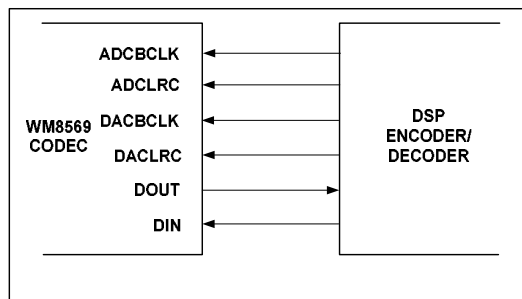 ADCBCLK
ADCLRC
DACBCLK
WM8569
CODEC
DACLRC
DOUT
DIN
DSP
ENCODER/
DECODER